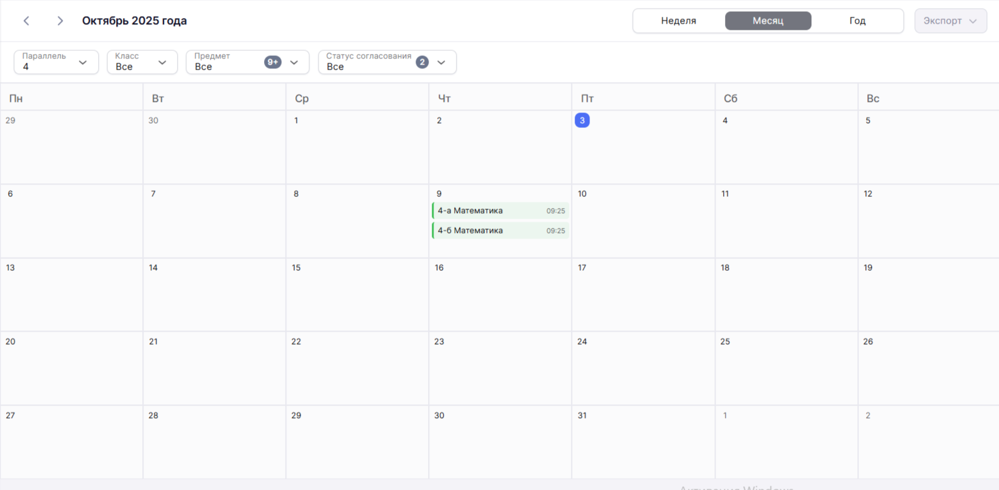 Октябрь 2025 года
Неделя Месяц Год Экспорт
Параллель Класс Предмет Статус согласования
4 Все Все 9+ Все 2
Пн Вт Ср Чт Пт Сб Вс
29 30 1 2 3 4 5
6 7 8 9 10 11 12
4-а Математика 09:25
4-б Математика 09:25
13 14 15 16 17 18 19
20 21 22 23 24 25 26
27 28 29 30 31 1 2
Активация Windows